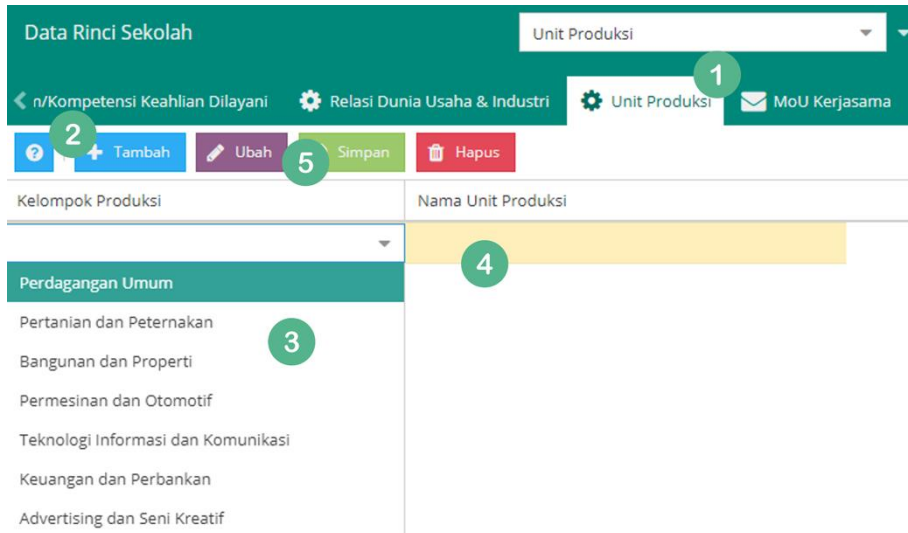 Data Rinci Sekolah
Unit Produksi
1
n/Kompetensi Keahlian Dilayani Relasi Dunia Usaha & Industri Unit Produksi MoU Kerjasama
2
? Tambah Ubah 5 Simpan Hapus
Kelompok Produksi Nama Unit Produksi
4
Perdagangan Umum
Pertanian dan Peternakan
3
Bangunan dan Properti
Permesinan dan Otomotif
Teknologi Informasi dan Komunikasi
Keuangan dan Perbankan
Advertising dan Seni Kreatif